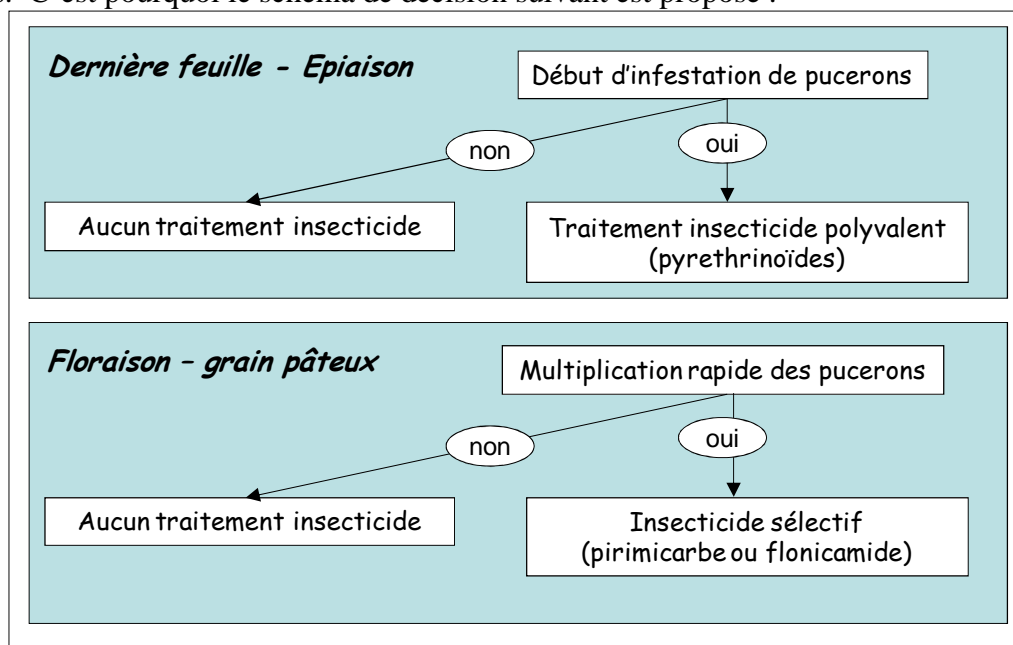 C'est pourquoi le schéma de décision suivant est proposé :
Dernière feuille - Epiaison
Début d'infestation de pucerons
non
oui
Aucun traitement insecticide
Traitement insecticide polyvalent
(pyrethrinoïdes)
Floraison – grain pâteux
Multiplication rapide des pucerons
non
oui
Aucun traitement insecticide
Insecticide sélectif
(pirimicarbe ou flonicamide)